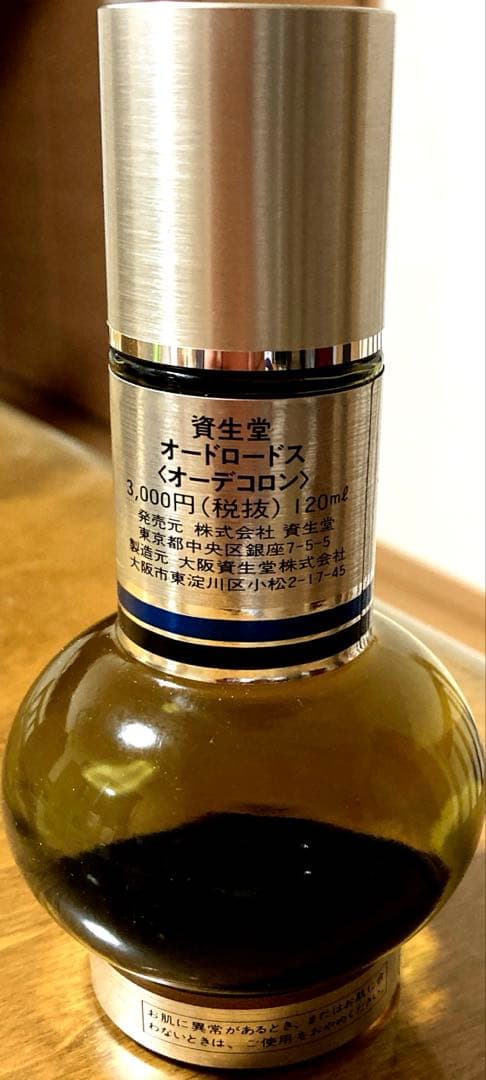 資生堂
オードロードス
〈オーデコロン〉
3,000円(税抜) 120ml
発売元 株式会社 資生堂
東京都中央区銀座7-5-5
製造元 大阪資生堂株式会社
大阪市東淀川区小松2-17-45
お肌に異常があるとき、またはお肌に合
わないときは、ご使用をおやめください。